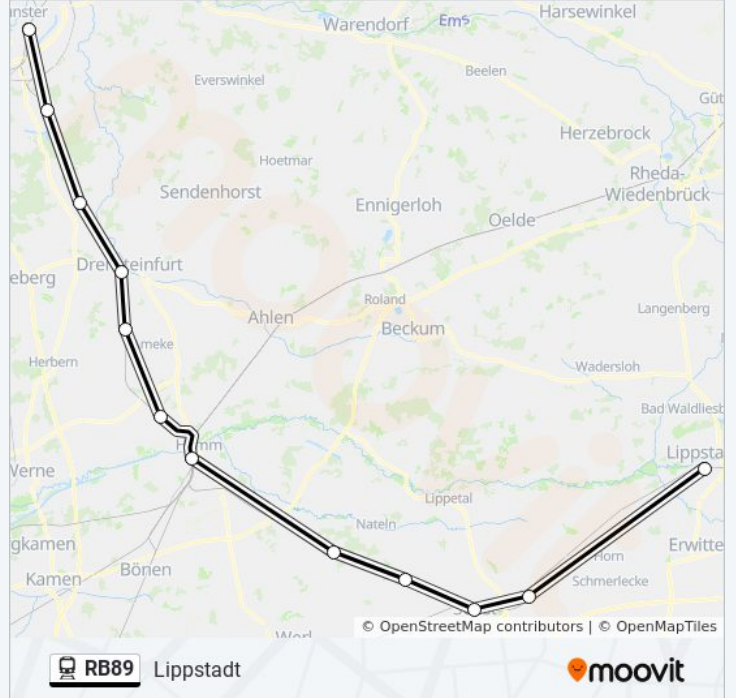 nster
Warendorf
Ems
Harsewinkel
Everswinkel
Beelen
Güt
Herzebrock
Hoetmar
Rheda-
Wiedenbrück
Sendenhorst
Ennigerloh
Oelde
Drensteinfurt
eberg
Roland
Ahlen
Beckum
Langenberg
meke
Herbern
Wadersloh
Bad Waldliesb
Hamm
Lippsta
Werne
Lippetal
Nateln
gkamen
Erwitte
Horn
Bönen
Kamen
Schmerlecke
Werl
© OpenStreetMap contributors | © OpenMapTiles
RB89 Lippstadt
moovit